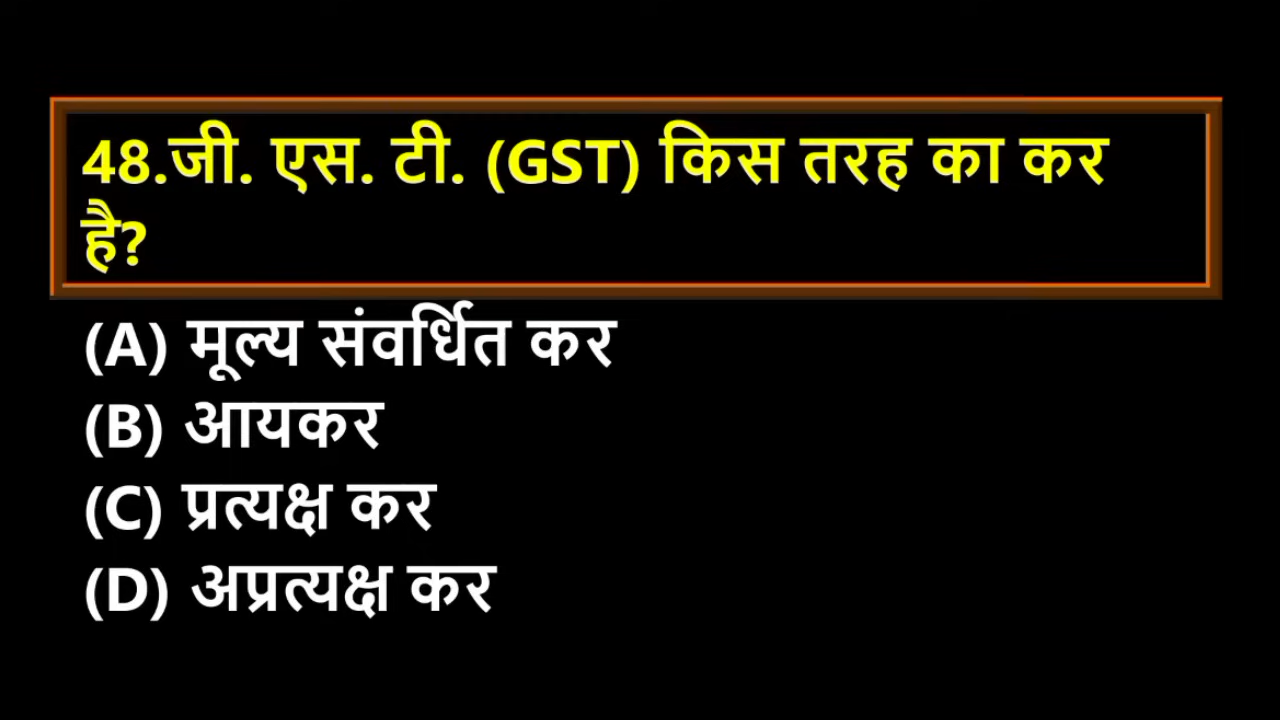 48.जी. एस. टी. (GST) किस तरह का कर
है?
(A) मूल्य संवर्धित कर
(B) आयकर
(C) प्रत्यक्ष कर
(D) अप्रत्यक्ष कर